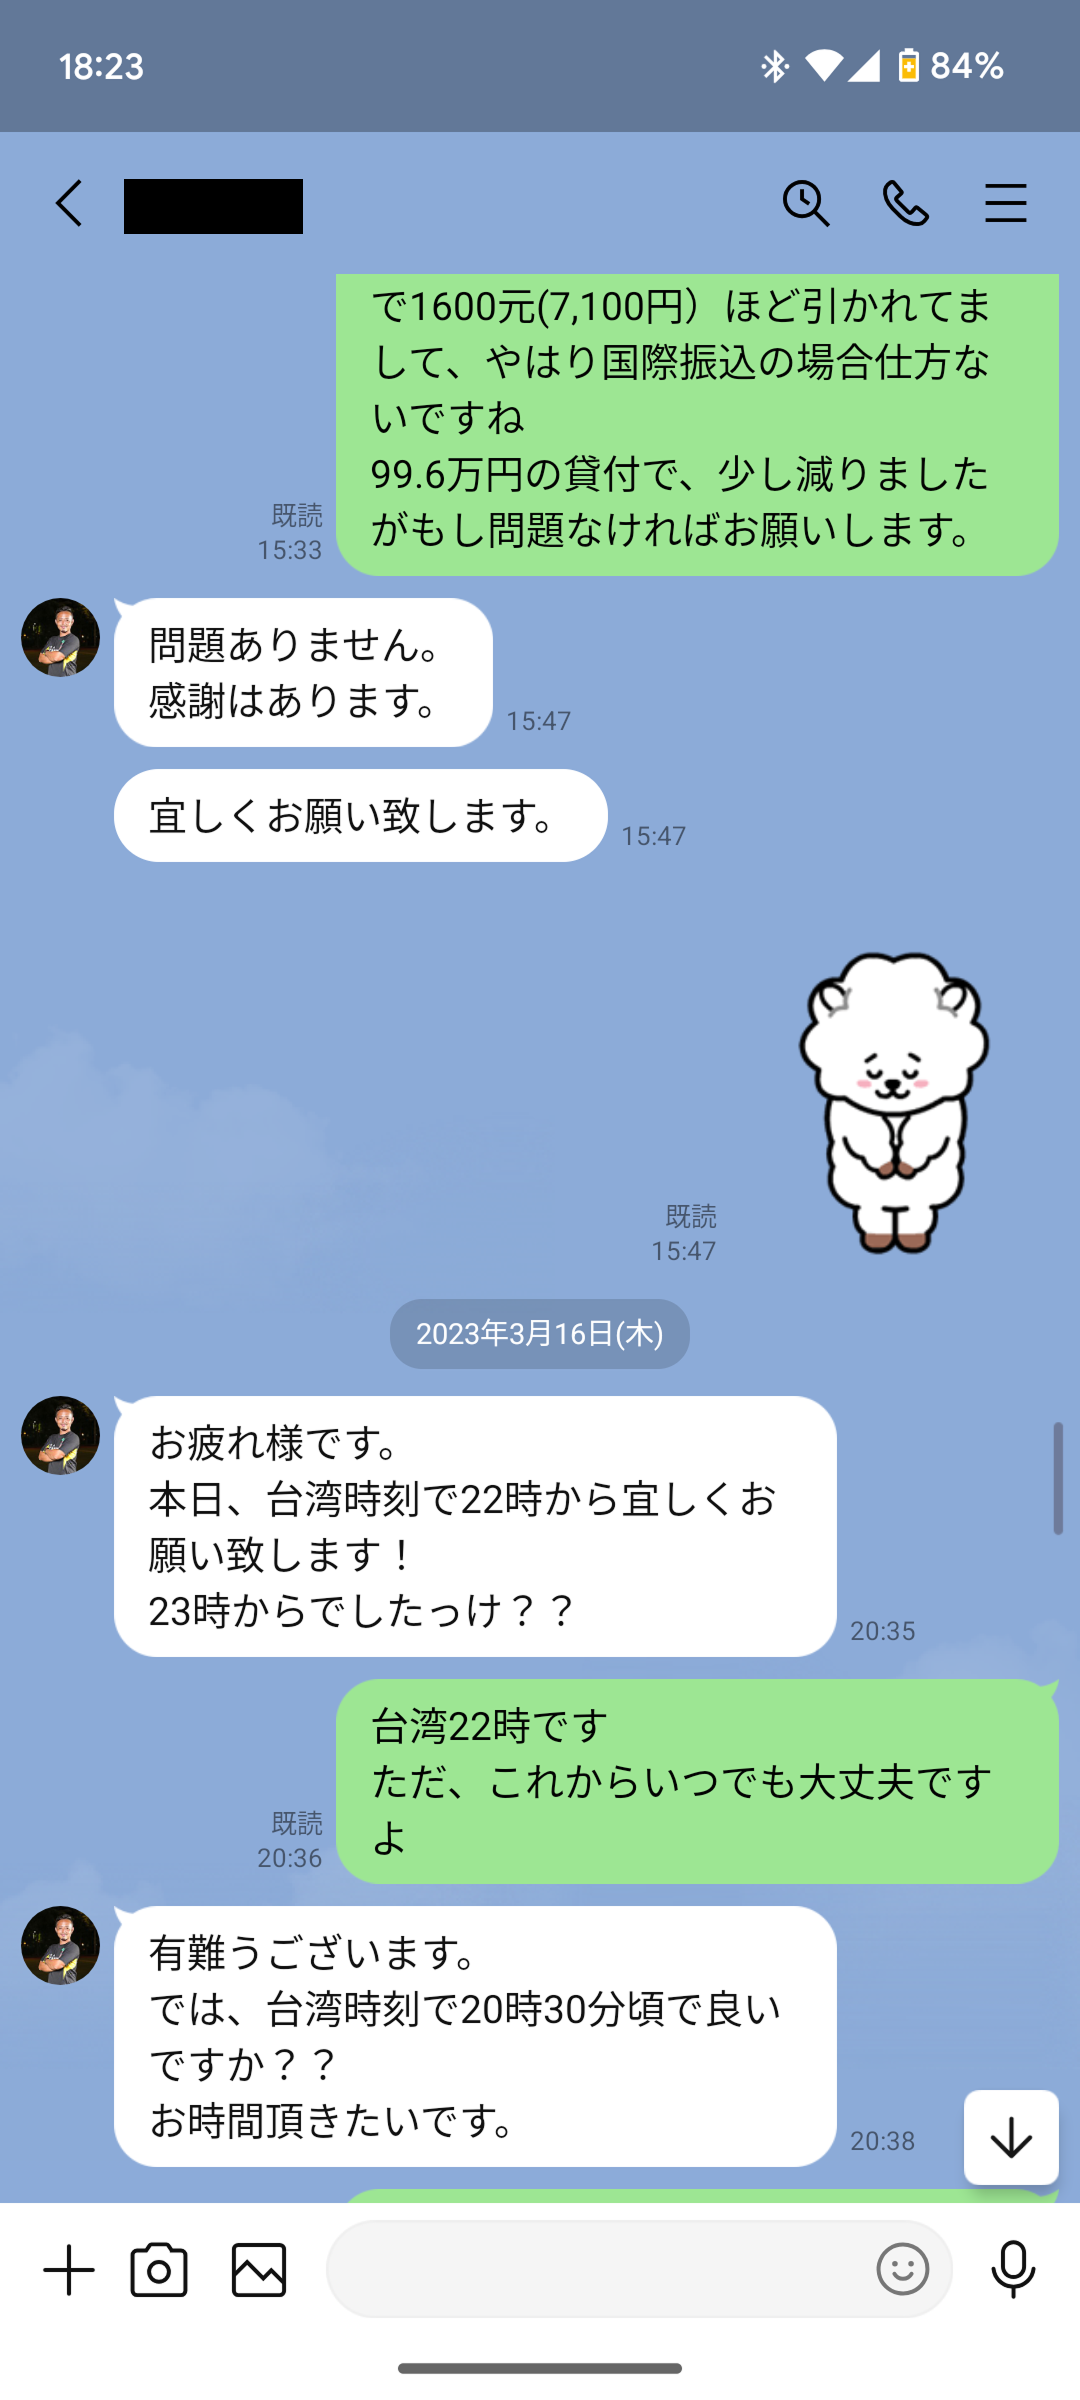 18:23
84%
で1600元(7,100円）ほど引かれてま
して、やはり国際振込の場合仕方な
いですね
99.6万円の貸付で、少し減りました
がもし問題なければお願いします。
既読
15:33
問題ありません。
感謝はあります。
15:47
宜しくお願い致します。
15:47
既読
15:47
2023年3月16日(木)
お疲れ様です。
本日、台湾時刻で22時から宜しくお
願い致します！
23時からでしたっけ？？
20:35
台湾22時です
ただ、これからいつでも大丈夫です
よ
既読
20:36
有難うございます。
では、台湾時刻で20時30分頃で良い
ですか？？
お時間頂きたいです。
20:38